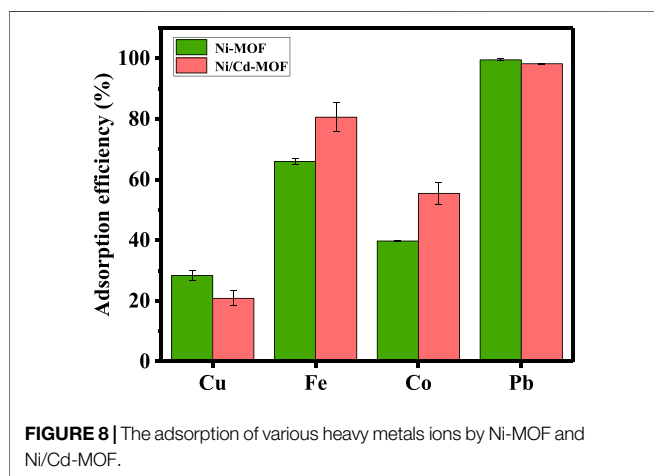 Ni-MOF
Ni/Cd-MOF
Adsorption efficiency (%)
100
80
60
40
20
0
Cu Fe Co Pb
FIGURE 8 | The adsorption of various heavy metals ions by Ni-MOF and
Ni/Cd-MOF.